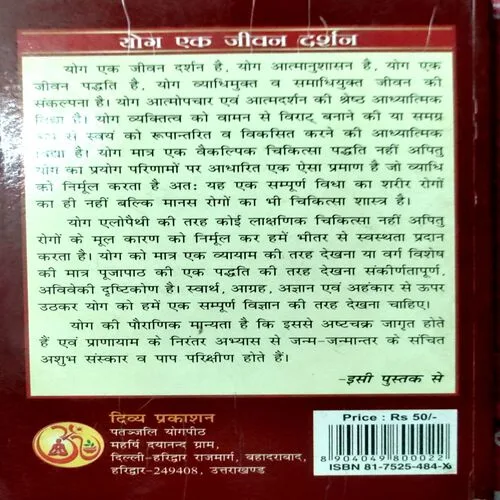 योग एक जीवन दर्शन
योग एक जीवन दर्शन है, योग आत्मानुशासन है, योग एक
जीवन पद्धति है, योग व्याधिमुक्त व समाधियुक्त जीवन की
संकल्पना है। योग आत्मोपचार एवं आत्मदर्शन की श्रेष्ठ आध्यात्मिक
विद्या है। योग व्यक्तित्व को वामन से विराट् बनाने की या समग्र
रूप से स्वयं को रूपान्तरित व विकसित करने की आध्यात्मिक
विद्या है। योग मात्र एक वैकल्पिक चिकित्सा पद्धति नहीं अपितु
योग का प्रयोग परिणामों पर आधारित एक ऐसा प्रमाण है जो व्याधि
को निर्मूल करता है अत: यह एक सम्पूर्ण विधा का शरीर रोगों
का ही नहीं बल्कि मानस रोगों का भी चिकित्सा शास्त्र है।
योग एलोपैथी की तरह कोई लाक्षणिक चिकित्सा नहीं अपितु
रोगों के मूल कारण को निर्मूल कर हमें भीतर से स्वस्थता प्रदान
करता है। योग को मात्र एक व्यायाम की तरह देखना या वर्ग विशेष
की मात्र पूजापाठ की एक पद्धति की तरह देखना संकीर्णतापूर्ण,
अविवेकी दृष्टिकोण है। स्वार्थ, आग्रह, अज्ञान एवं अहंकार से ऊपर
उठकर योग को हमें एक सम्पूर्ण विज्ञान की तरह देखना चाहिए।
योग की पौराणिक मान्यता है कि इससे अष्टचक्र जागृत होते
हैं एवं प्राणायाम के निरंतर अभ्यास से जन्म-जन्मान्तर के संचित
अशुभ संस्कार व पाप परिक्षीण होते हैं।
-इसी पुस्तक से
दिव्य प्रकाशन
पतञ्जलि योगपीठ
महर्षि दयानन्द ग्राम,
दिल्ली-हरिद्वार राजमार्ग, बहादराबाद,
हरिद्वार-249408, उत्तराखण्ड
Price : Rs 50/-
8 904049 800022
ISBN 81-7525-484-X